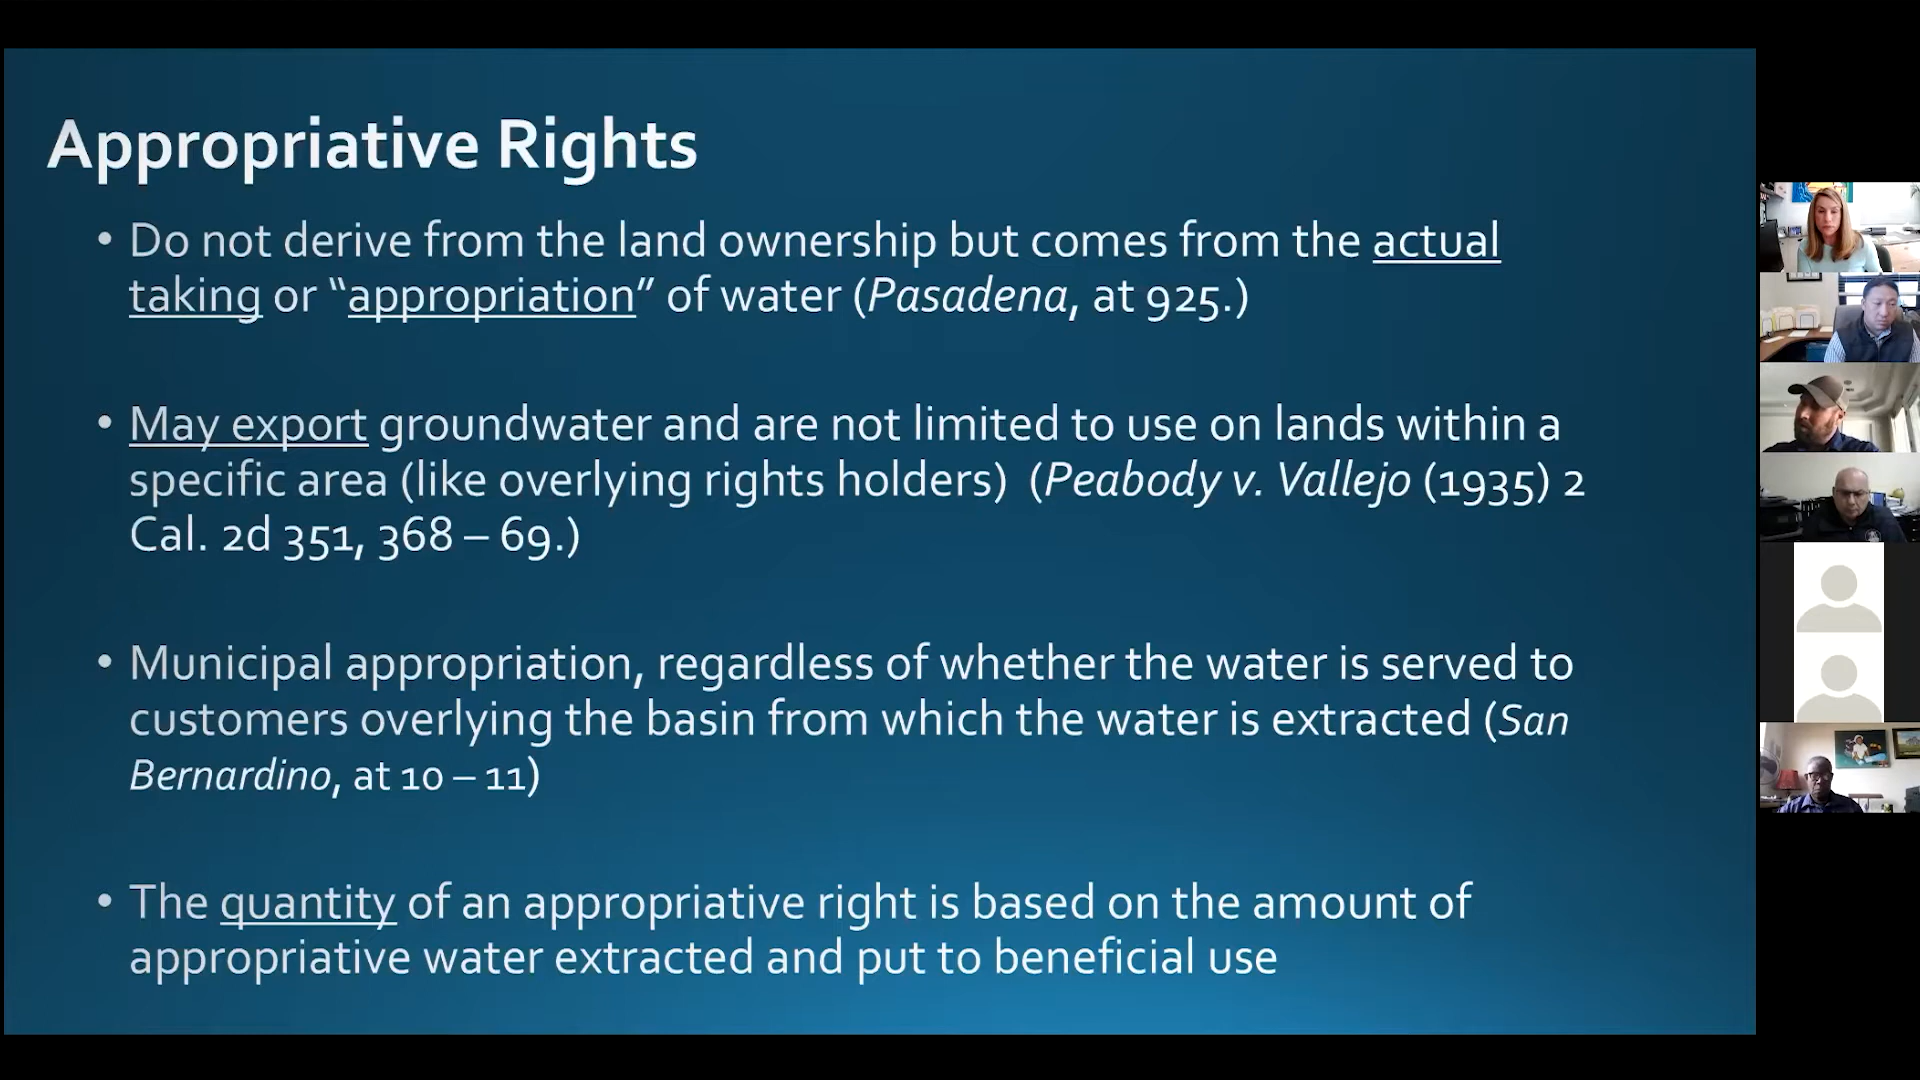 Appropriative Rights
• Do not derive from the land ownership but comes from the actual
taking or “appropriation” of water (Pasadena, at 925.)
• May export groundwater and are not limited to use on lands within a
specific area (like overlying rights holders) (Peabody v. Vallejo (1935) 2
Cal. 2d 351, 368 – 69.)
• Municipal appropriation, regardless of whether the water is served to
customers overlying the basin from which the water is extracted (San
Bernardino, at 10 – 11)
• The quantity of an appropriative right is based on the amount of
appropriative water extracted and put to beneficial use